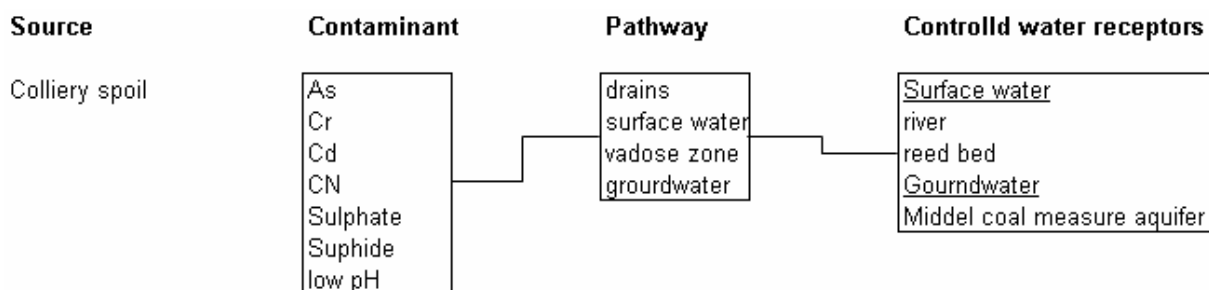 Source Contaminant Pathway Controlld water receptors
Colliery spoil As drains Surface water
Cr surface water river
Cd vadose zone reed bed
CN grourdwater Gourndwater
Sulphate Middel coal measure aquifer
Suphide
low pH